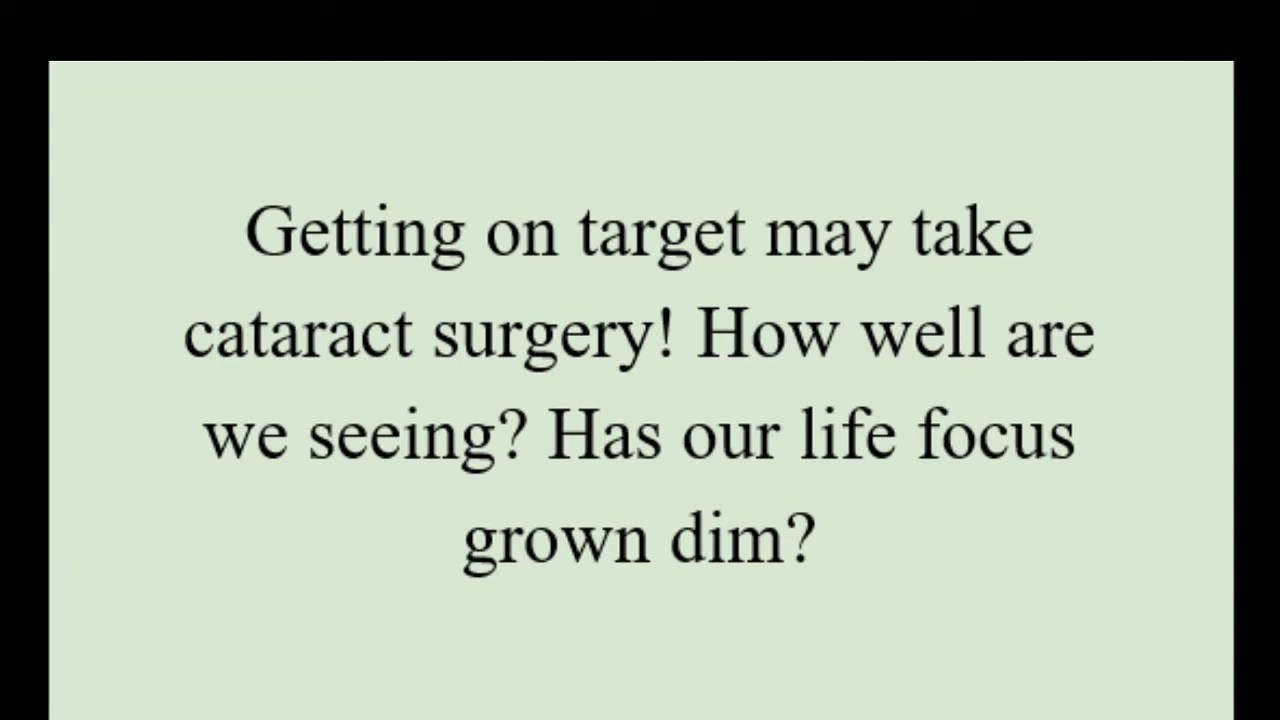 Getting on target may take
cataract surgery! How well are
we seeing? Has our life focus
grown dim?